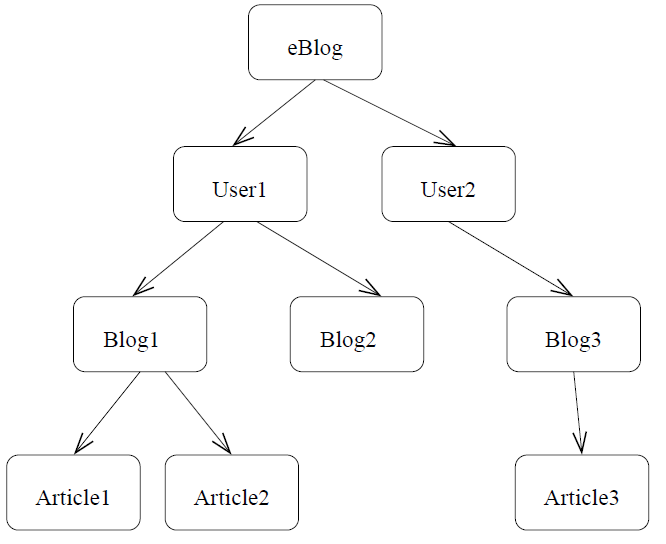 eBlog
User1
User2
Blog1
Blog2
Blog3
Article1
Article2
Article3